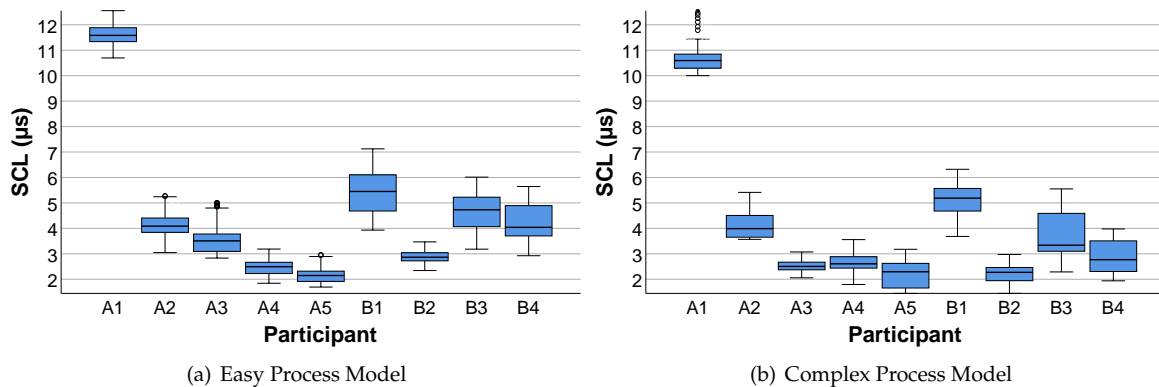 12
11
10
9
8
7
6
5
4
3
2
SCL (µs)
A1 A2 A3 A4 A5 B1 B2 B3 B4
Participant
(a) Easy Process Model
12
11
10
9
8
7
6
5
4
3
2
SCL (µs)
A1 A2 A3 A4 A5 B1 B2 B3 B4
Participant
(b) Complex Process Model